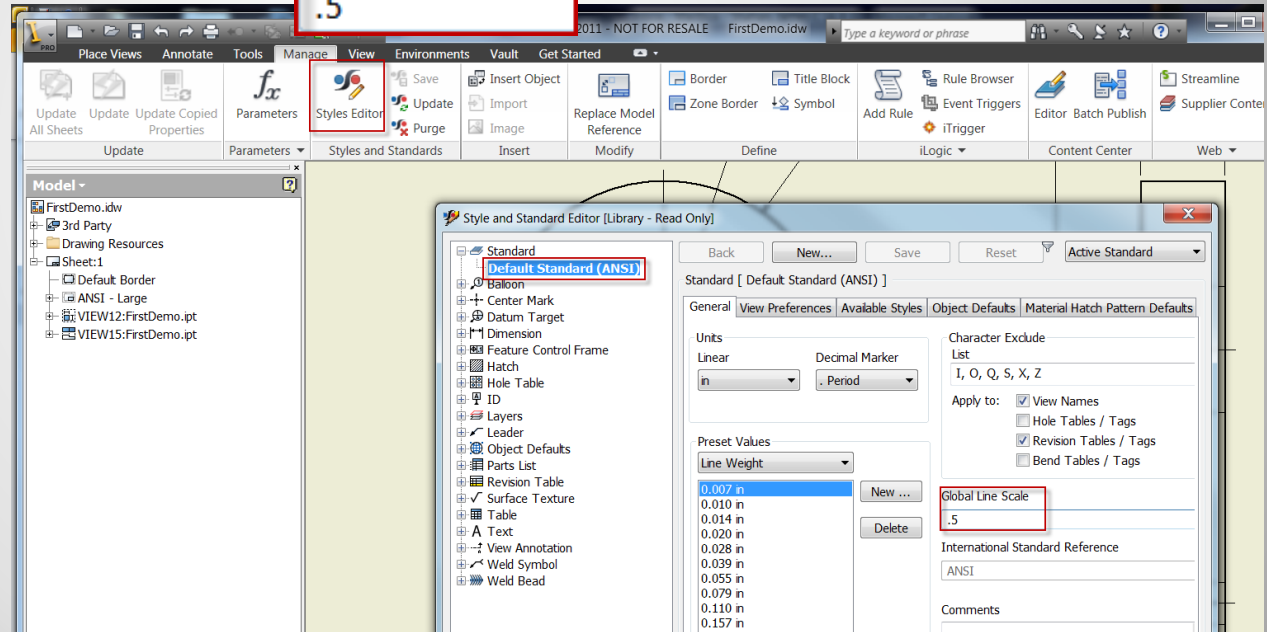 .5
2011 - NOT FOR RESALE FirstDemo.idw
Type a keyword or phrase
PRO
Place Views Annotate Tools Manage View Environments Vault Get Started
Update All Sheets
Update
Update Copied Properties
Update
Parameters
Parameters
Styles Editor
Save
Update
Purge
Styles and Standards
Insert Object
Import
Image
Insert
Replace Model Reference
Modify
Border
Zone Border
Title Block
Symbol
Define
Add Rule
Rule Browser
Event Triggers
iTrigger
iLogic
Editor
Batch Publish
Content Center
Streamline
Supplier Conte
Web
Model
FirstDemo.idw
3rd Party
Drawing Resources
Sheet:1
Default Border
ANSI - Large
VIEW12:FirstDemo.ipt
VIEW15:FirstDemo.ipt
Style and Standard Editor [Library - Read Only]
Standard
Default Standard (ANSI)
Balloon
Center Mark
Datum Target
Dimension
Feature Control Frame
Hatch
Hole Table
ID
Layers
Leader
Object Defaults
Parts List
Revision Table
Surface Texture
Table
Text
View Annotation
Weld Symbol
Weld Bead
Back New... Save Reset Active Standard
Standard [ Default Standard (ANSI) ]
General View Preferences Available Styles Object Defaults Material Hatch Pattern Defaults
Units
Linear Decimal Marker
in . Period
Preset Values
Line Weight
0.007 in
0.010 in
0.014 in
0.020 in
0.028 in
0.039 in
0.055 in
0.079 in
0.110 in
0.157 in
New ...
Delete
Character Exclude
List
I, O, Q, S, X, Z
Apply to: View Names
Hole Tables / Tags
Revision Tables / Tags
Bend Tables / Tags
Global Line Scale
.5
International Standard Reference
ANSI
Comments